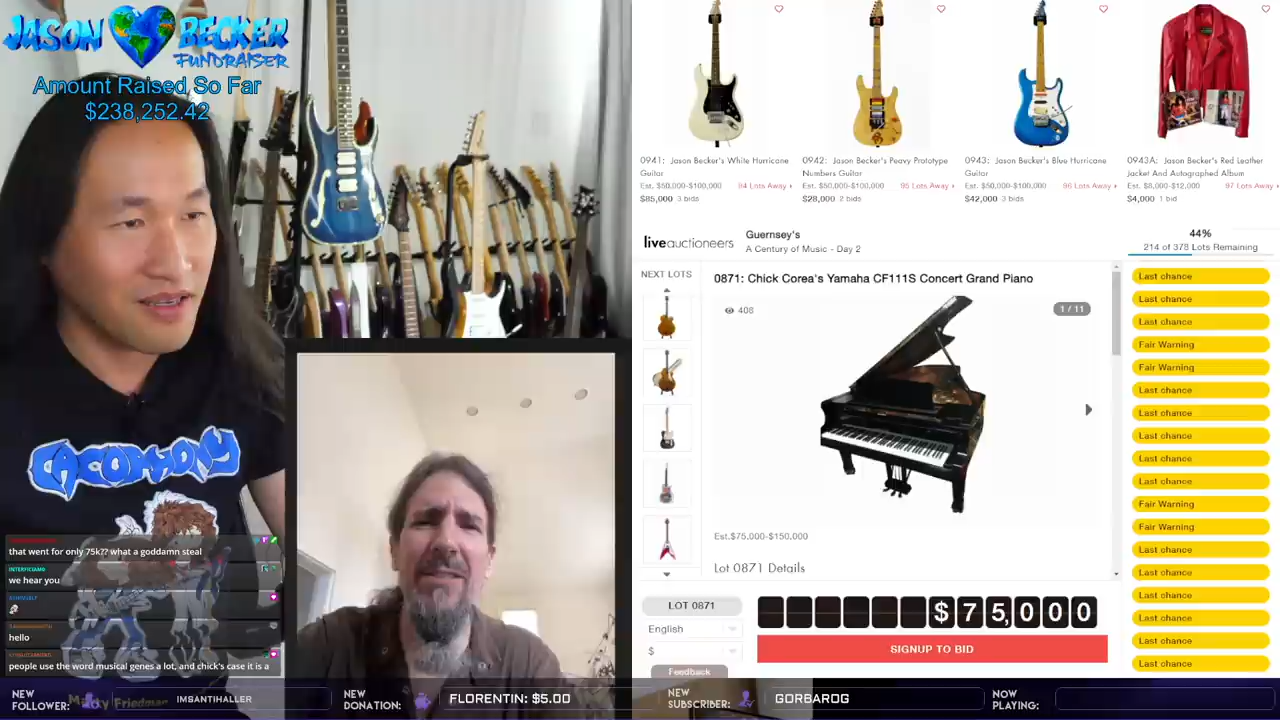 JASON BECKER
FUNDRAISER
Amount Raised So Far
$238,252.42
CACOPHONY
that went for only 75k?? what a goddamn steal
we hear you
hello
people use the word musical genes a lot, and chick's case it is a
0941: Jason Becker's White Hurricane
Guitar
Est. $50,000-$100,000 94 Lots Away
$85,000 3 bids
0942: Jason Becker's Peavy Prototype
Numbers Guitar
Est. $50,000-$100,000 95 Lots Away
$28,000 2 bids
0943: Jason Becker's Blue Hurricane
Guitar
Est. $50,000-$100,000 96 Lots Away
$42,000 3 bids
0943A: Jason Becker's Red Leather
Jacket And Autographed Album
Est. $8,000-$12,000 97 Lots Away
$4,000 1 bid
liveauctioneers
Guernsey's
A Century of Music - Day 2
44%
214 of 378 Lots Remaining
NEXT LOTS
0871: Chick Corea's Yamaha CF111S Concert Grand Piano
408
1 / 11
Est.$75,000-$150,000
Lot 0871 Details
LOT 0871
English
$
Feedback
$75,000
SIGNUP TO BID
Last chance
Last chance
Last chance
Fair Warning
Fair Warning
Last chance
Last chance
Last chance
Last chance
Last chance
Fair Warning
Fair Warning
Last chance
Last chance
Last chance
Last chance
Last chance
Last chance
NEW
FOLLOWER:
Marty Friedman
IMSANTIHALLER
NEW
DONATION:
FLORENTIN: $5.00
NEW
SUBSCRIBER:
GORBAROG
NOW
PLAYING: